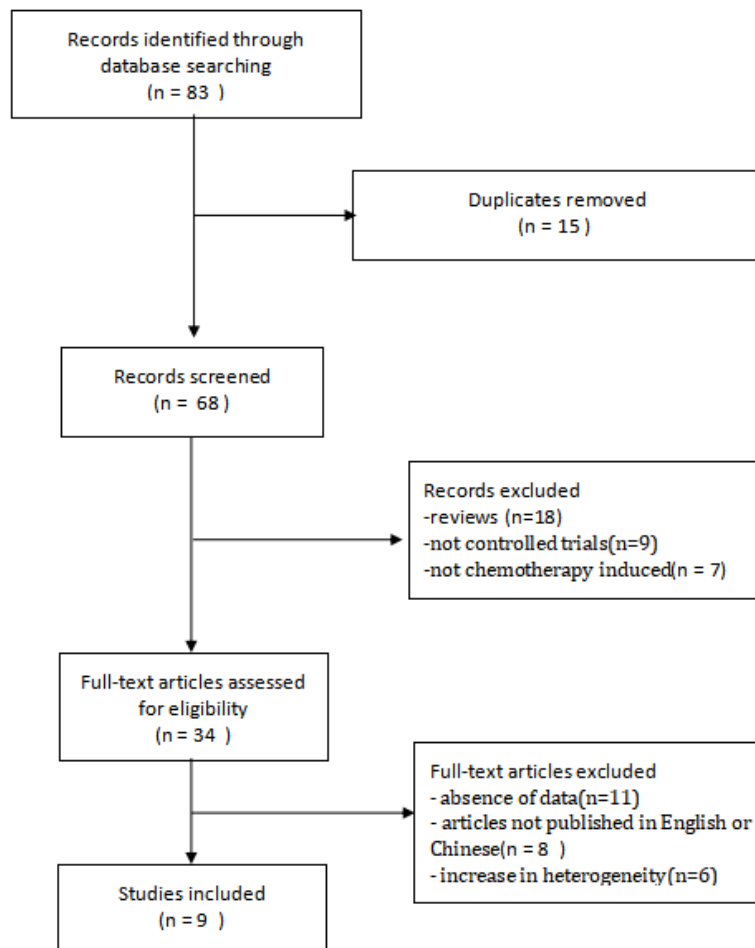 Records identified through
database searching
(n = 83 )
Duplicates removed
(n = 15 )
Records screened
(n = 68 )
Records excluded
-reviews (n=18)
-not controlled trials(n=9)
-not chemotherapy induced(n = 7)
Full-text articles assessed
for eligibility
(n = 34 )
Full-text articles excluded
- absence of data(n=11)
- articles not published in English or
Chinese(n = 8 )
- increase in heterogeneity(n=6)
Studies included
(n = 9 )